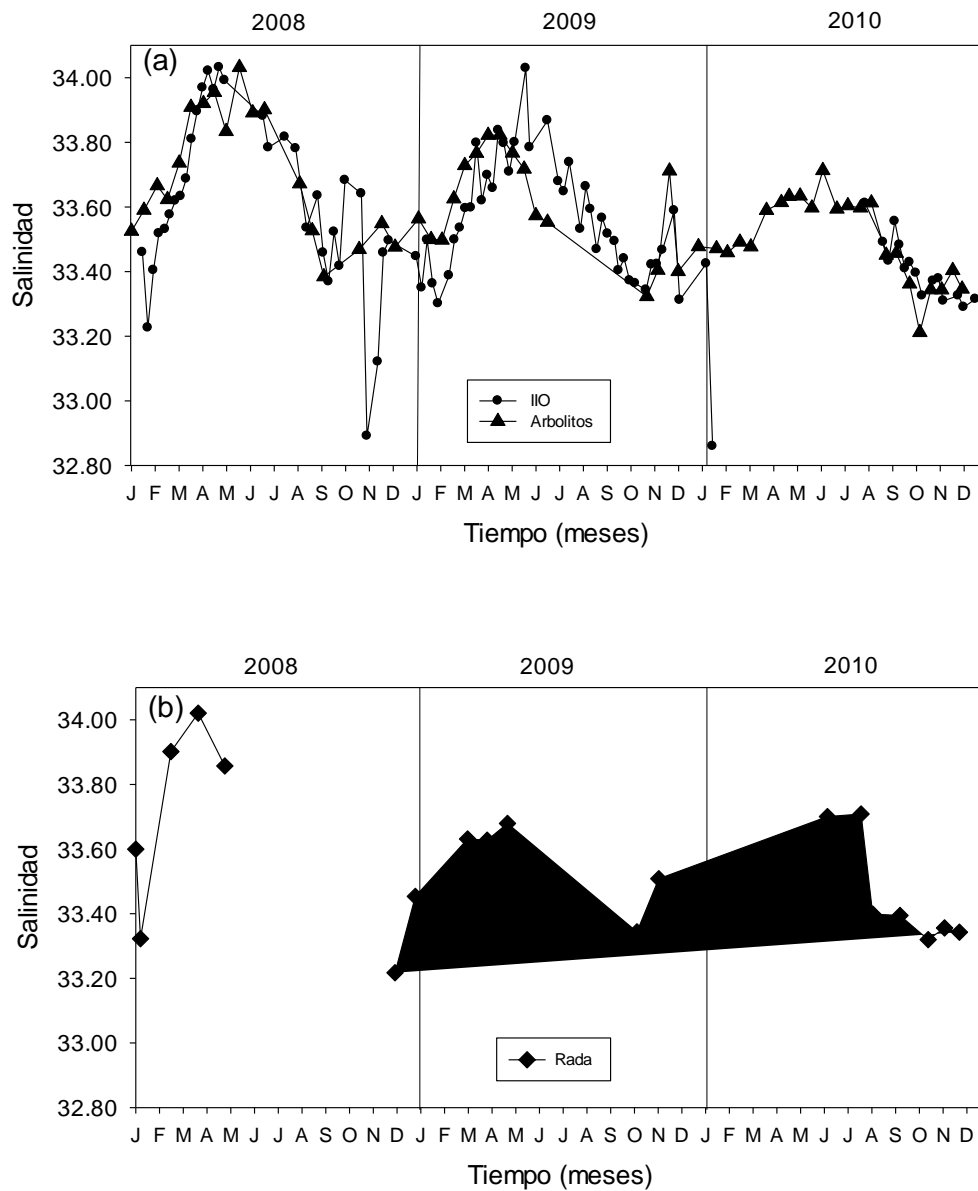 2008 2009 2010
(a)
34.00
33.80
33.60
33.40
33.20
33.00
32.80
Salinidad
IIO
Arbolitos
J F M A M J J A S O N D J F M A M J J A S O N D J F M A M J J A S O N D
Tiempo (meses)
2008 2009 2010
(b)
34.00
33.80
33.60
33.40
33.20
33.00
32.80
Salinidad
Rada
J F M A M J J A S O N D J F M A M J J A S O N D J F M A M J J A S O N D
Tiempo (meses)